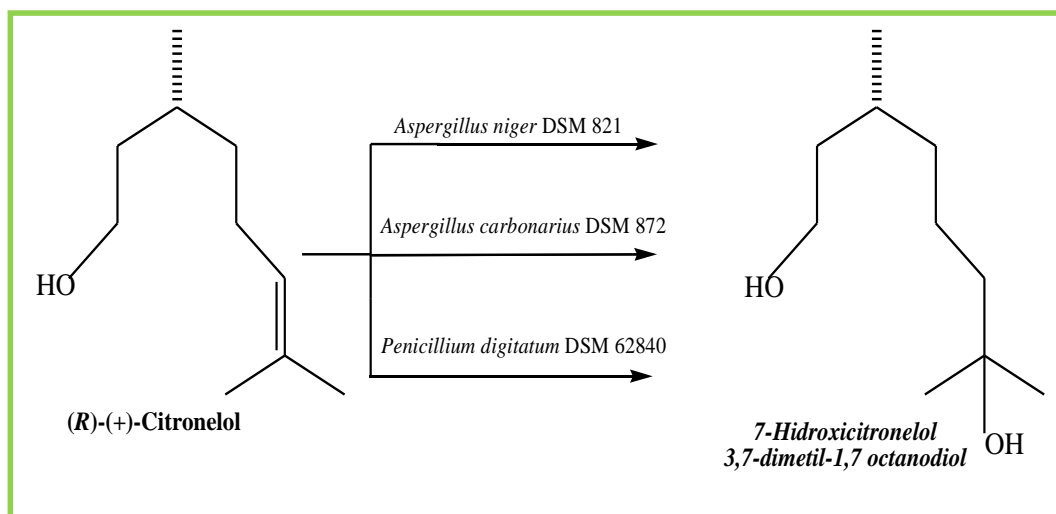 Aspergillus niger DSM 821
Aspergillus carbonarius DSM 872
HO
HO
Penicillium digitatum DSM 62840
(R)-(+)-Citronelol
7-Hidroxicitronelol
OH
3,7-dimetil-1,7 octanodiol